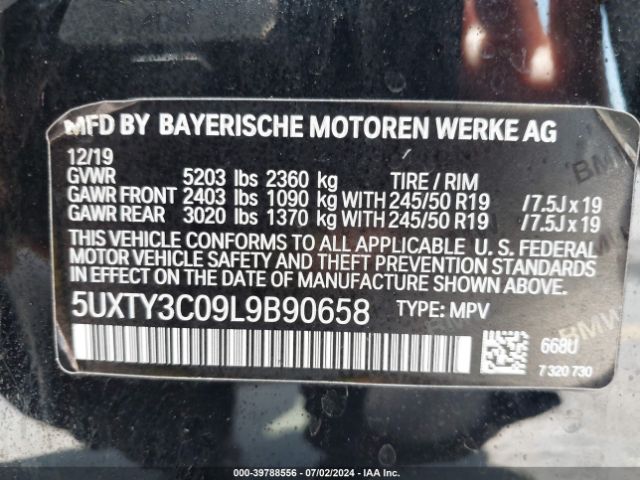 MFD BY BAYERISCHE MOTOREN WERKE AG
12/19
GVWR 5203 lbs 2360 kg TIRE / RIM
GAWR FRONT 2403 lbs 1090 kg WITH 245/50 R19 /7.5J x 19
GAWR REAR 3020 lbs 1370 kg WITH 245/50 R19 /7.5J x 19
THIS VEHICLE CONFORMS TO ALL APPLICABLE U. S. FEDERAL
MOTOR VEHICLE SAFETY AND THEFT PREVENTION STANDARDS
IN EFFECT ON THE DATE OF MANUFACTURE SHOWN ABOVE.
5UXTY3C09L9B90658 TYPE: MPV
668U
7 320 730
BMW
BMW
000-39788556 | 07/02/2024 | IAA Inc.